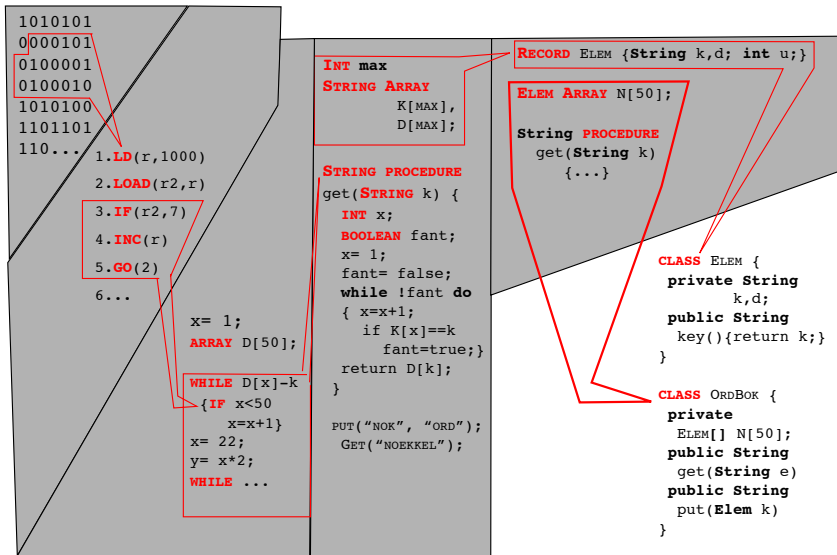 1010101
0000101
0100001
0100010
1010100
1101101
110...
1.LD(r,1000)
2.LOAD(r2,r)
3.IF(r2,7)
4.INC(r)
5.GO(2)
6...
x= 1;
ARRAY D[50];
WHILE D[x]-k
{IF x<50
x=x+1}
x= 22;
y= x*2;
WHILE ...
INT max
STRING ARRAY
K[MAX],
D[MAX];
STRING PROCEDURE
get(STRING k) {
INT x;
BOOLEAN fant;
x= 1;
fant= false;
while !fant do
{ x=x+1;
if K[x]==k
fant=true;}
return D[k];
}
PUT(“NOK”, “ORD”);
GET(“NOEKKEL”);
RECORD ELEM {String k,d; int u;}
ELEM ARRAY N[50];
String PROCEDURE
get(String k)
{...}
CLASS ELEM {
private String
k,d;
public String
key(){return k;}
}
CLASS ORDBOK {
private
ELEM[] N[50];
public String
get(String e)
public String
put(Elem k)
}